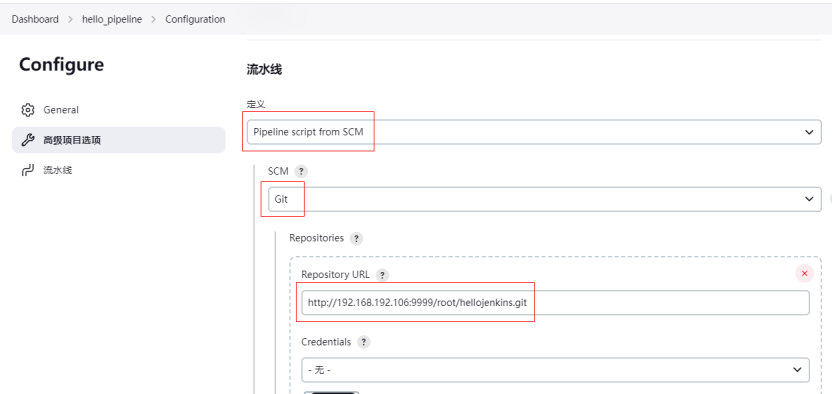 Dashboard > hello_pipeline > Configuration
Configure
General
高级项目选项
流水线
流水线
定义
Pipeline script from SCM
SCM ?
Git
Repositories ?
Repository URL ?
http://192.168.192.106:9999/root/hellojenkins.git
Credentials ?
- 无 -